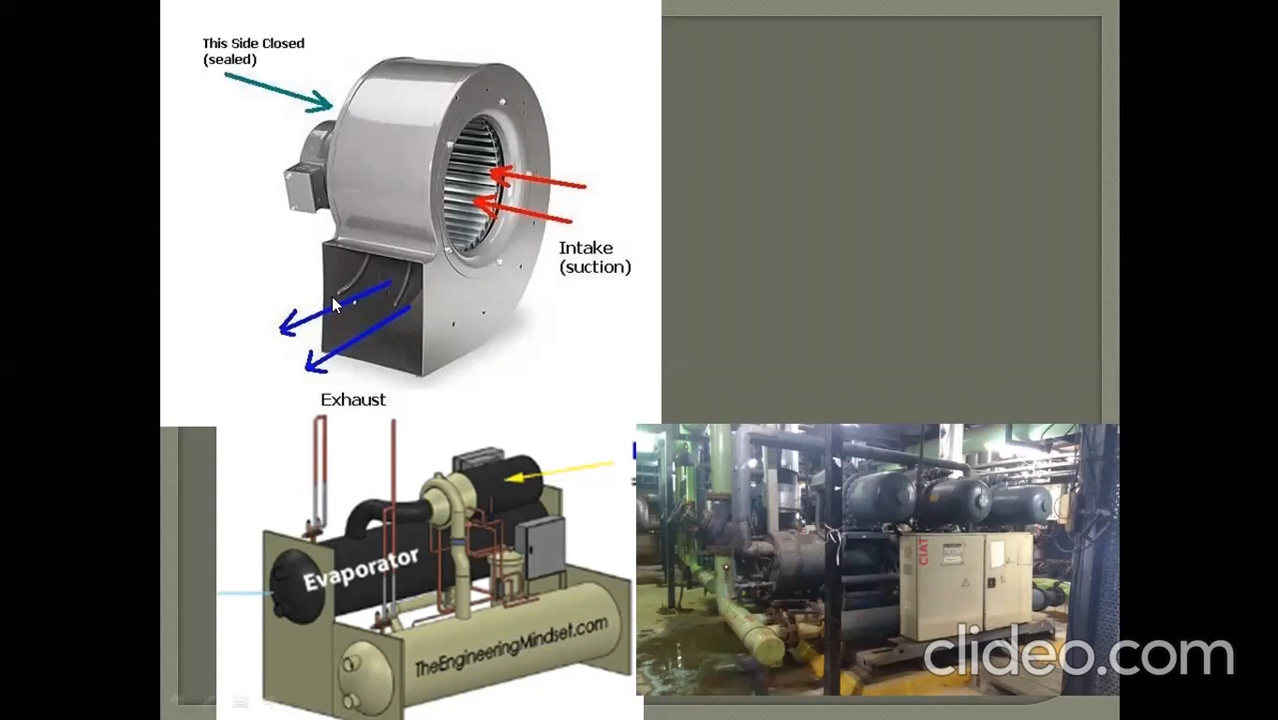 This Side Closed
(sealed)
Intake
(suction)
Exhaust
Evaporator
TheEngineeringMindset.com
CIAT
clideo.com